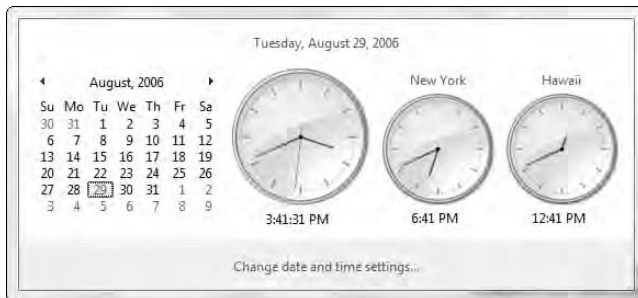 Tuesday, August 29, 2006
August, 2006
Su Mo Tu We Th Fr Sa
30 31 1 2 3 4 5
6 7 8 9 10 11 12
13 14 15 16 17 18 19
20 21 22 23 24 25 26
27 28 29 30 31 1 2
3 4 5 6 7 8 9
3:41:31 PM
New York
6:41 PM
Hawaii
12:41 PM
Change date and time settings...